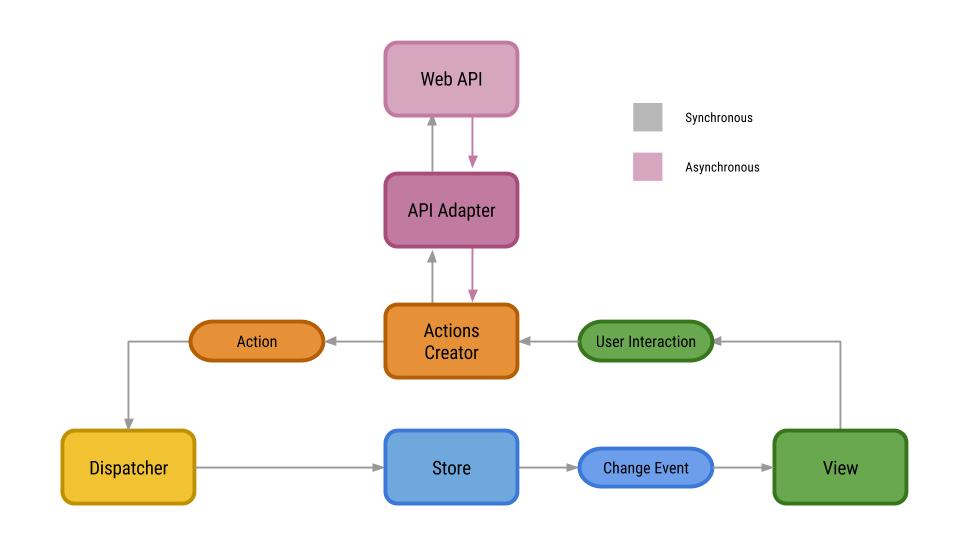 Web API
Synchronous
Asynchronous
API Adapter
Action
Actions
Creator
User Interaction
Dispatcher
Store
Change Event
View